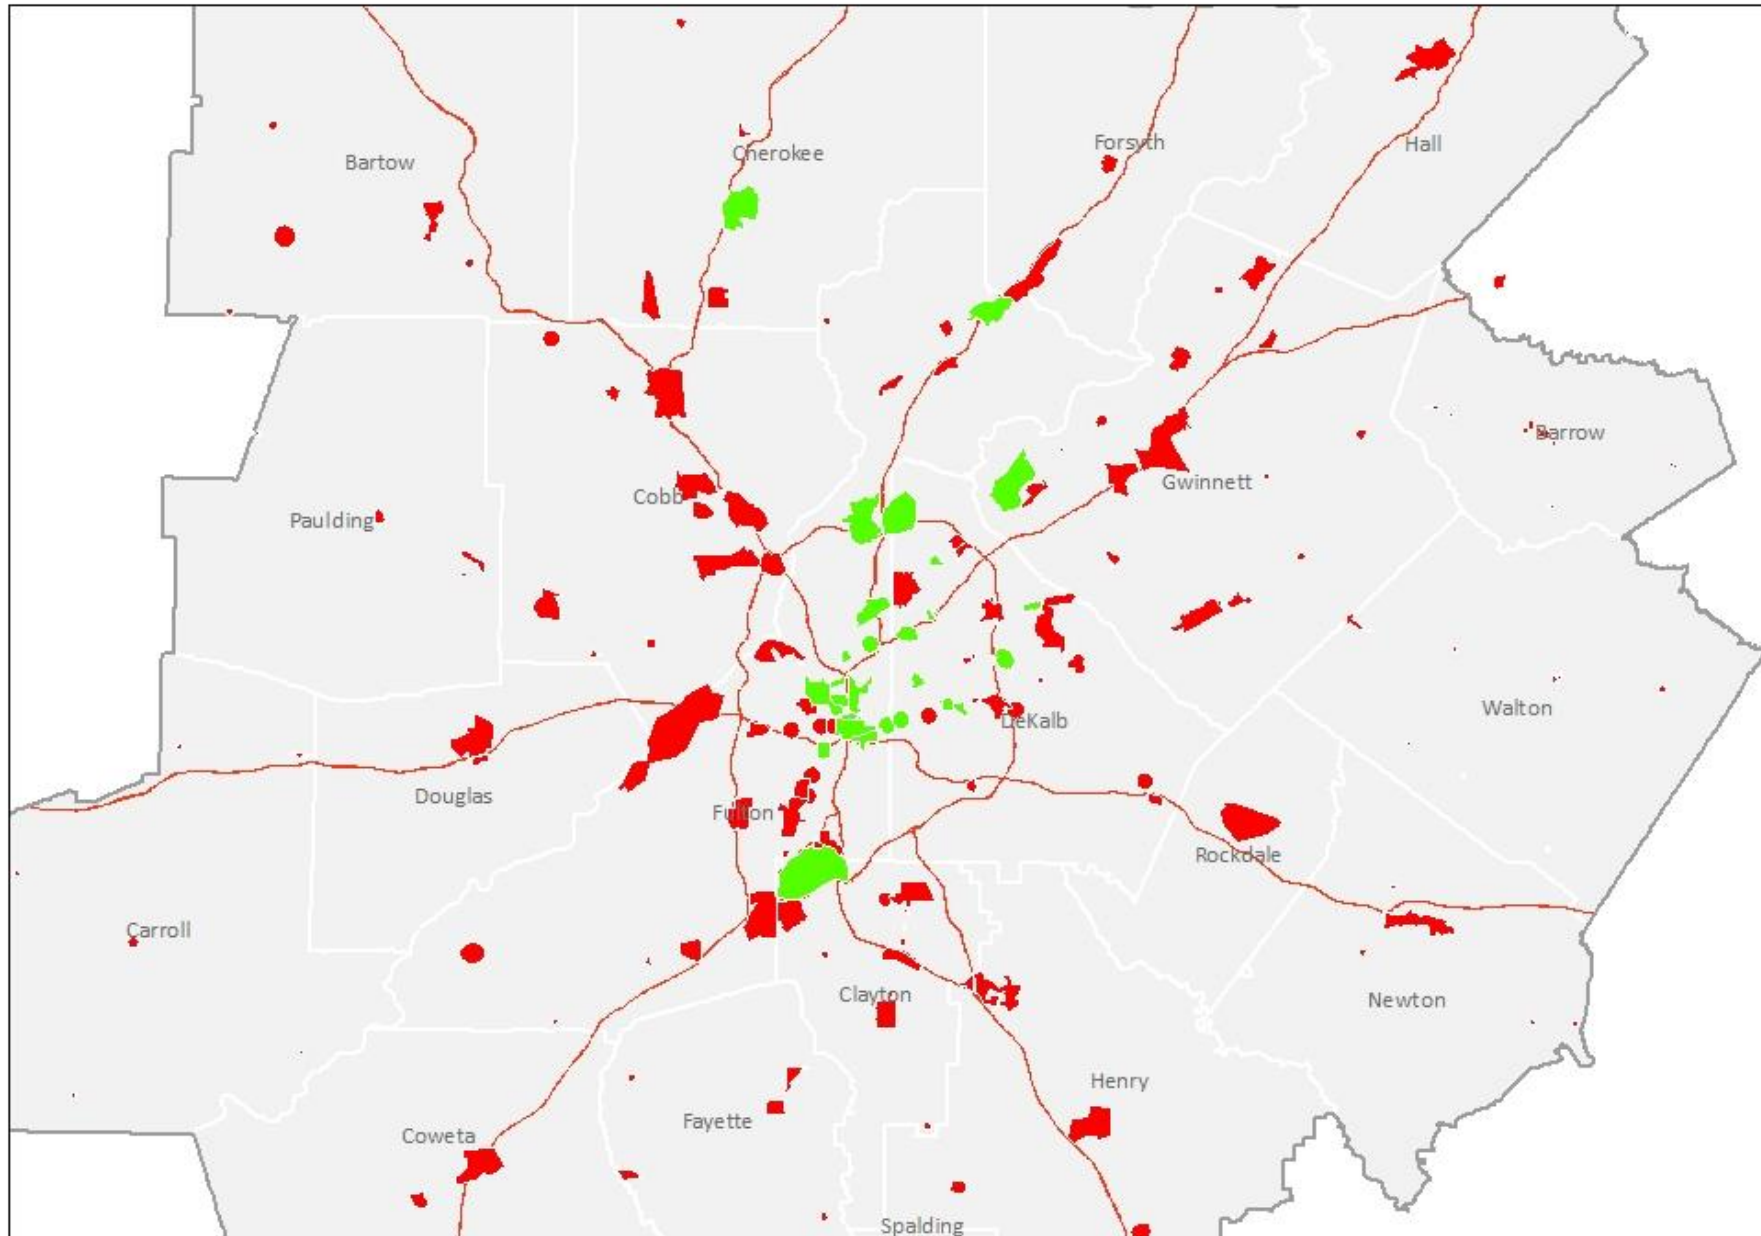 Forsyth
Hall
Cherokee
Bartow
Barrow
Gwinnett
Cobb
Paulding
Walton
DeKalb
Douglas
Fulton
Rockdale
Carroll
Clayton
Newton
Henry
Fayette
Coweta
Spalding